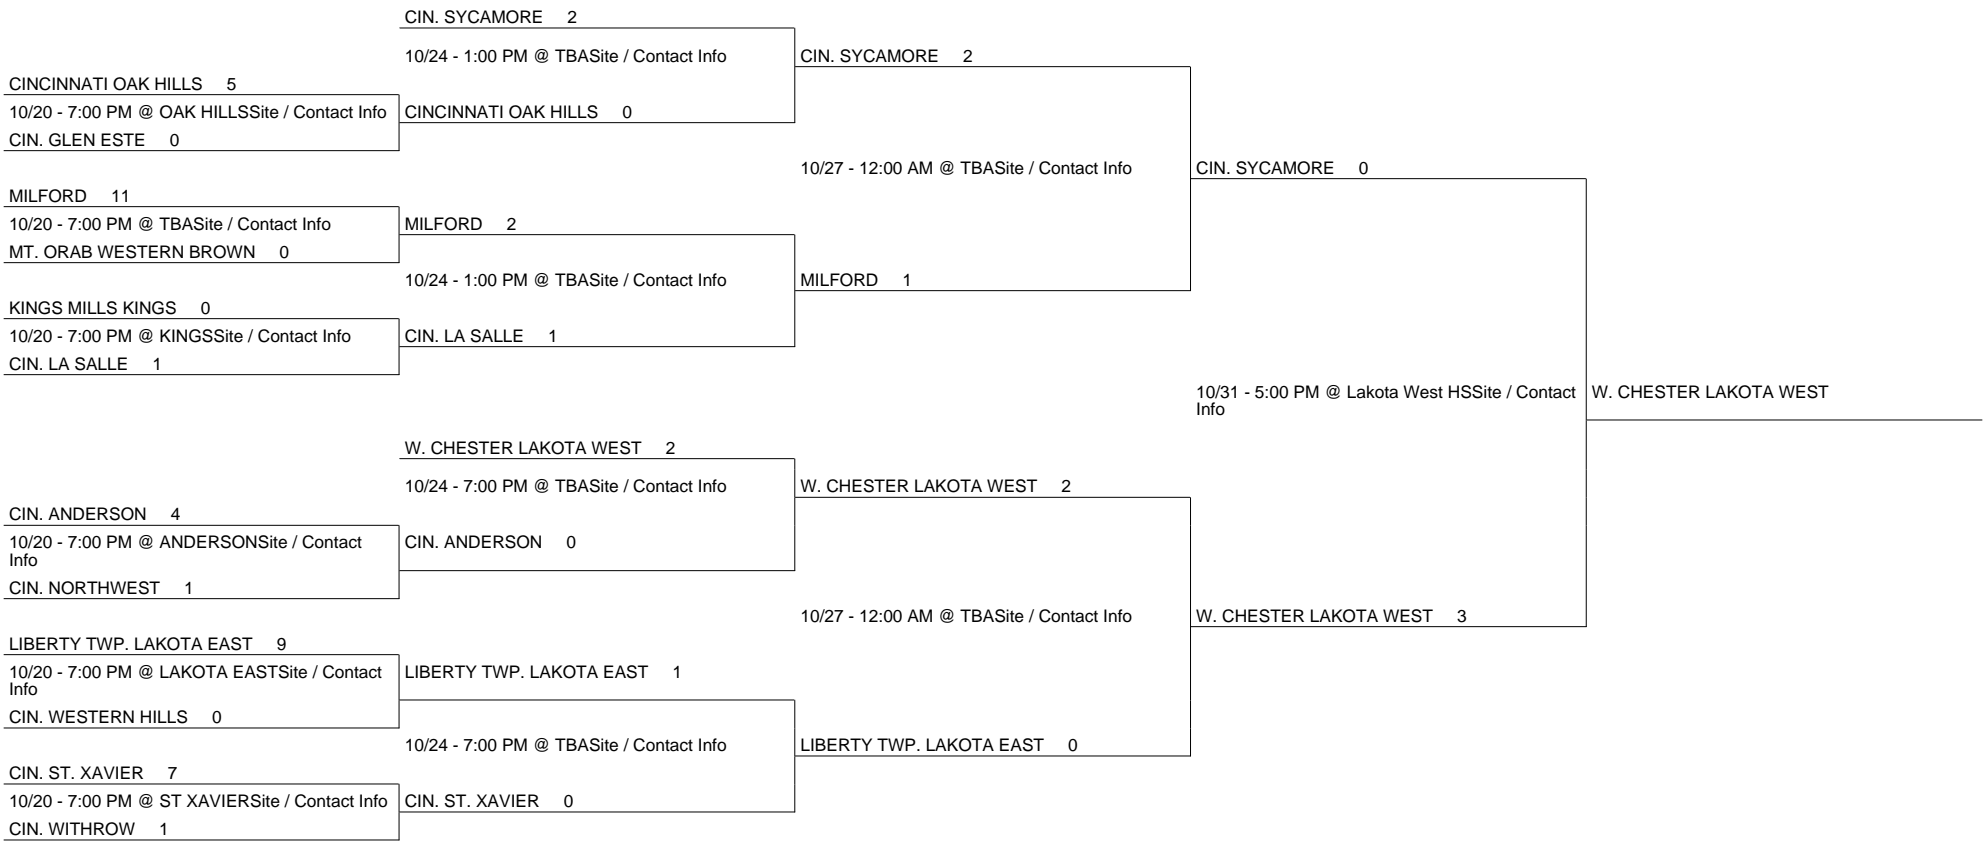 CIN. SYCAMORE 2
10/24 - 1:00 PM @ TBASite / Contact Info
CIN. SYCAMORE 2
CINCINNATI OAK HILLS 5
10/20 - 7:00 PM @ OAK HILLSSite / Contact Info
CINCINNATI OAK HILLS 0
CIN. GLEN ESTE 0
10/27 - 12:00 AM @ TBASite / Contact Info
CIN. SYCAMORE 0
MILFORD 11
10/20 - 7:00 PM @ TBASite / Contact Info
MILFORD 2
MT. ORAB WESTERN BROWN 0
10/24 - 1:00 PM @ TBASite / Contact Info
MILFORD 1
KINGS MILLS KINGS 0
10/20 - 7:00 PM @ KINGSSite / Contact Info
CIN. LA SALLE 1
CIN. LA SALLE 1
10/31 - 5:00 PM @ Lakota West HSSite / Contact
Info
W. CHESTER LAKOTA WEST
W. CHESTER LAKOTA WEST 2
10/24 - 7:00 PM @ TBASite / Contact Info
W. CHESTER LAKOTA WEST 2
CIN. ANDERSON 4
10/20 - 7:00 PM @ ANDERSONSite / Contact
Info
CIN. ANDERSON 0
CIN. NORTHWEST 1
10/27 - 12:00 AM @ TBASite / Contact Info
W. CHESTER LAKOTA WEST 3
LIBERTY TWP. LAKOTA EAST 9
10/20 - 7:00 PM @ LAKOTA EASTSite / Contact
Info
LIBERTY TWP. LAKOTA EAST 1
CIN. WESTERN HILLS 0
10/24 - 7:00 PM @ TBASite / Contact Info
LIBERTY TWP. LAKOTA EAST 0
CIN. ST. XAVIER 7
10/20 - 7:00 PM @ ST XAVIERSite / Contact Info
CIN. ST. XAVIER 0
CIN. WITHROW 1